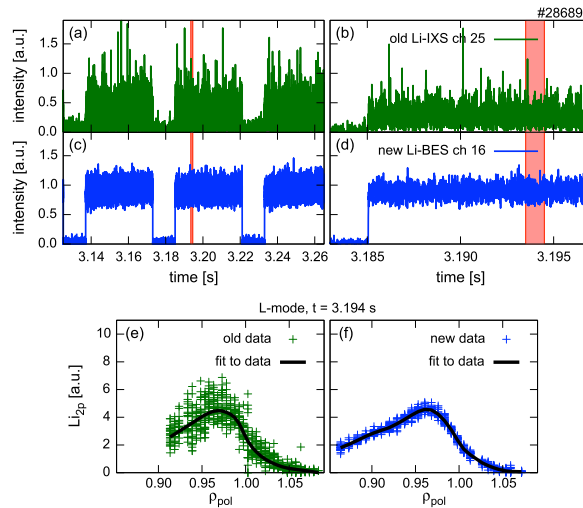 #28689
(a)
(b)
old Li-IXS ch 25
intensity [a.u.]
1.5
1.0
0.5
0.0
(c)
(d)
new Li-BES ch 16
intensity [a.u.]
1.5
1.0
0.5
0.0
3.14 3.16 3.18 3.20 3.22 3.24 3.26
3.185 3.190 3.195
time [s]
time [s]
L-mode, t = 3.194 s
(e)
old data
fit to data
(f)
new data
fit to data
Li2p [a.u.]
10
8
6
4
2
0
0.90 0.95 1.00 1.05
0.90 0.95 1.00 1.05
ρpol
ρpol